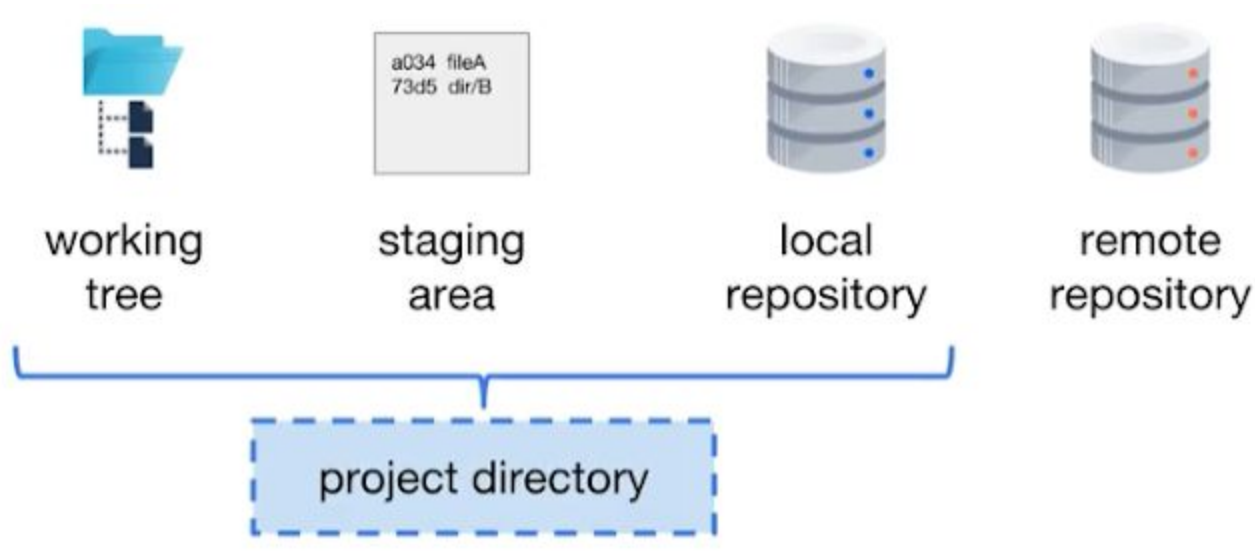 a034 fileA
73d5 dir/B
working
tree
staging
area
local
repository
remote
repository
project directory